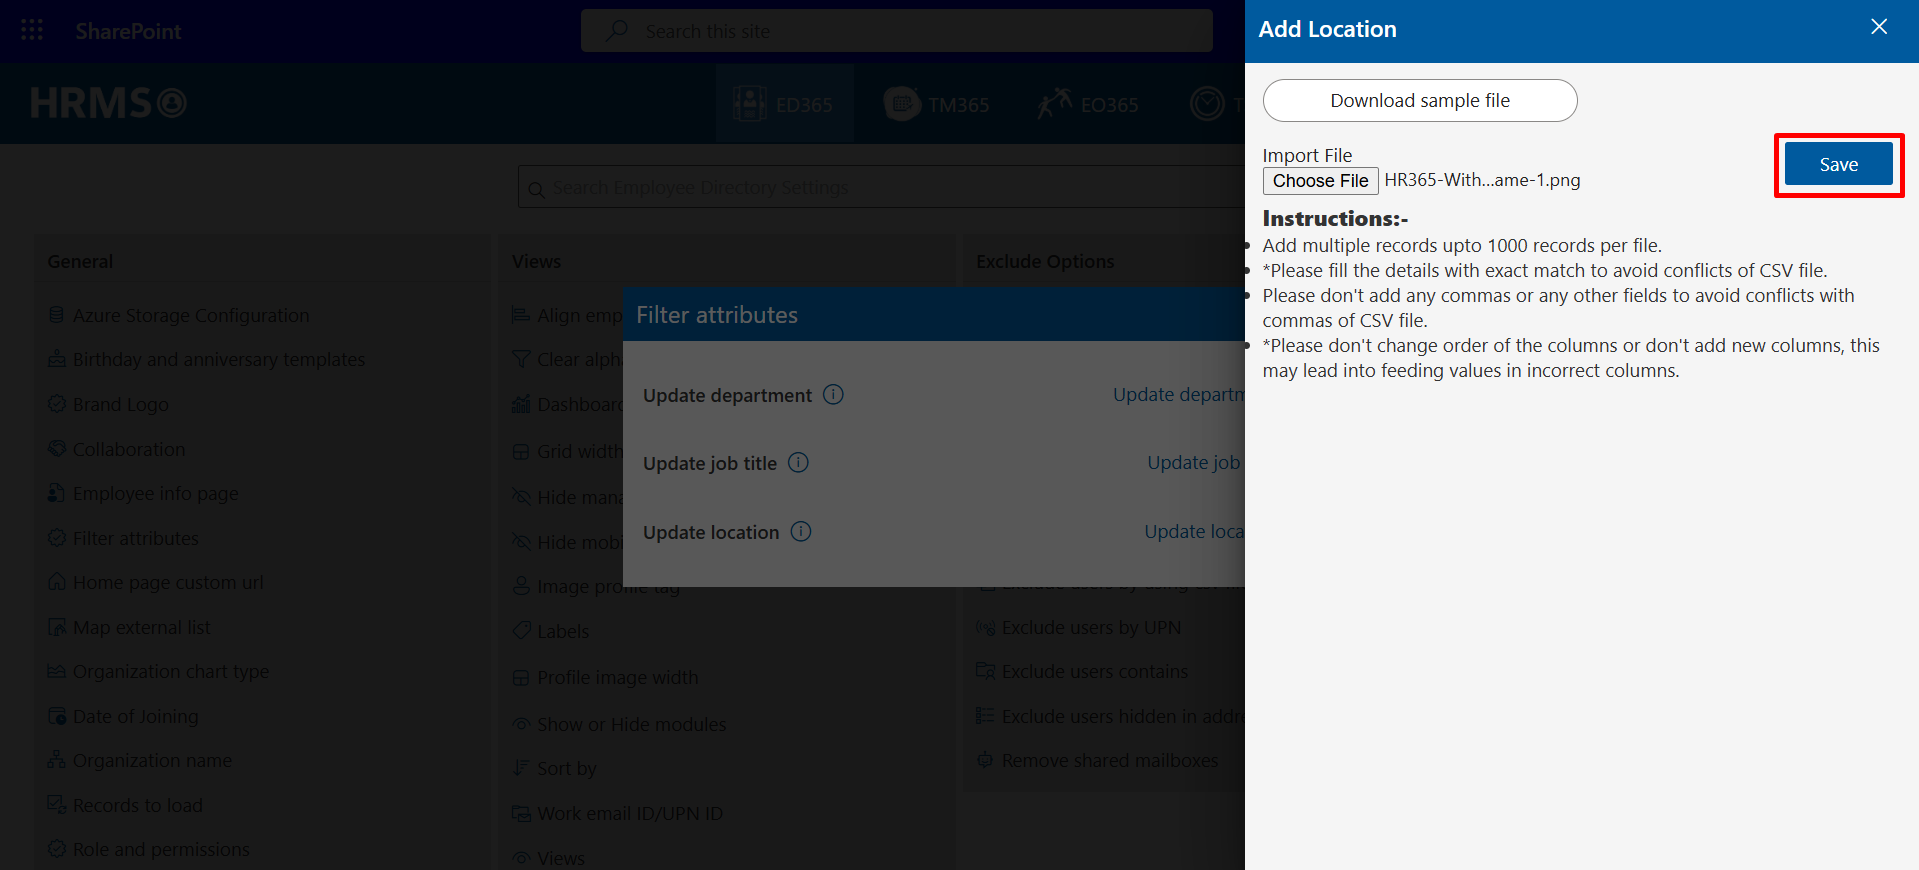 SharePoint
Search this site
HRMS
ED365
TM365
EO365
T
Search Employee Directory Settings
General
Azure Storage Configuration
Birthday and anniversary templates
Brand Logo
Collaboration
Employee info page
Filter attributes
Home page custom url
Map external list
Organization chart type
Date of Joining
Organization name
Records to load
Role and permissions
Views
Align emp
Clear alpha
Dashboard
Grid width
Hide mana
Hide mobi
Image profile tag
Labels
Profile image width
Show or Hide modules
Sort by
Work email ID/UPN ID
Views
Exclude Options
Exclude users by UPN
Exclude users contains
Exclude users hidden in addre
Remove shared mailboxes
Filter attributes
Update department
Update departm
Update job title
Update job
Update location
Update loca
Add Location
Download sample file
Import File
Choose File HR365-With...ame-1.png
Save
Instructions:-
Add multiple records upto 1000 records per file.
*Please fill the details with exact match to avoid conflicts of CSV file.
Please don't add any commas or any other fields to avoid conflicts with
commas of CSV file.
*Please don't change order of the columns or don't add new columns, this
may lead into feeding values in incorrect columns.